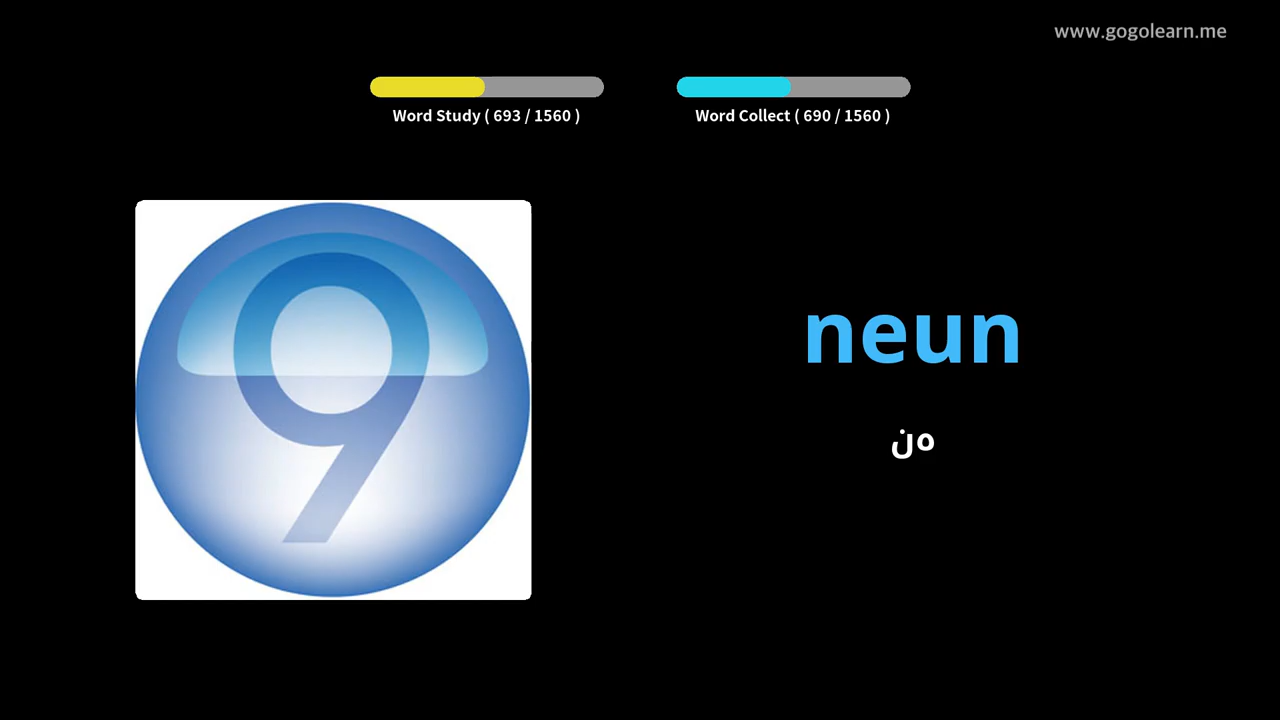 www.gogolearn.me
Word Study ( 693 / 1560 )
Word Collect ( 690 / 1560 )
9
neun
ه‌ن